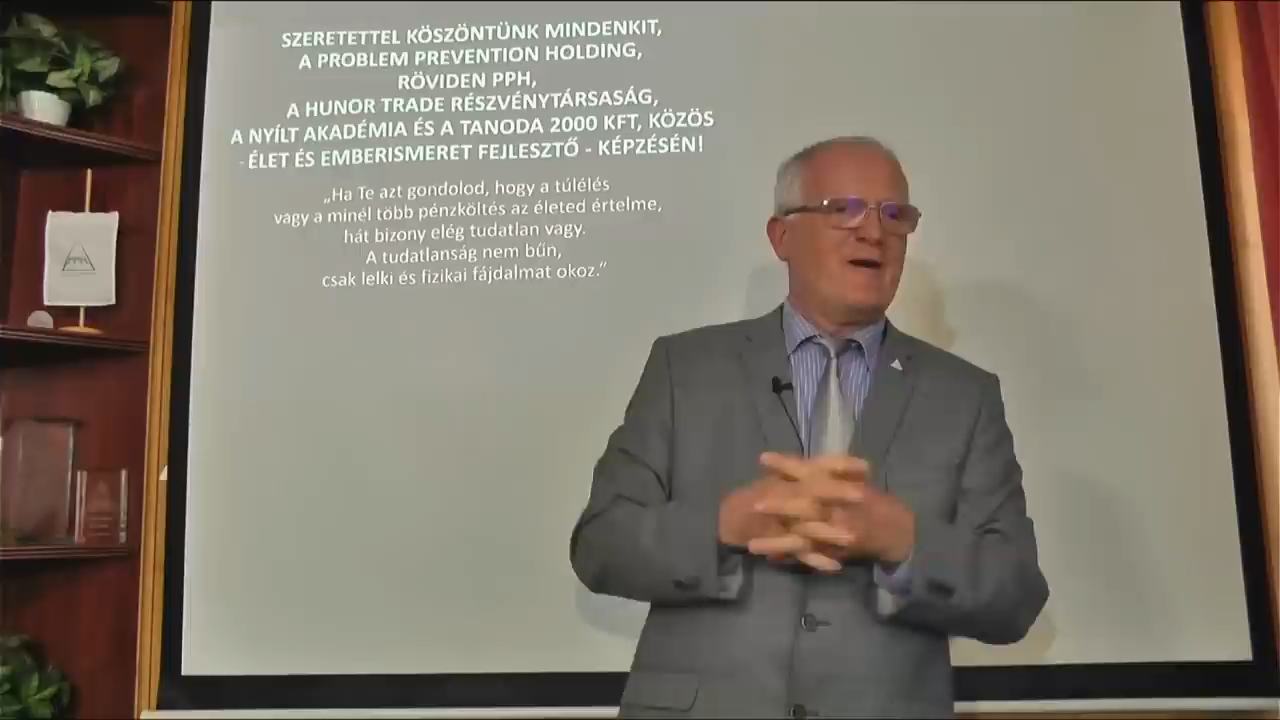 SZERETETTEL KÖSZÖNTÜNK MINDENKIT,
A PROBLEM PREVENTION HOLDING,
RÖVIDEN PPH,
A HUNOR TRADE RÉSZVÉNYTÁRSASÁG,
A NYÍLT AKADÉMIA ÉS A TANODA 2000 KFT, KÖZÖS
- ÉLET ÉS EMBERISMERET FEJLESZTŐ - KÉPZÉSÉN!
„Ha Te azt gondolod, hogy a túlélés
vagy a minél több pénzköltés az életed értelme,
hát bizony elég tudatlan vagy.
A tudatlanság nem bűn,
csak lelki és fizikai fájdalmat okoz.”